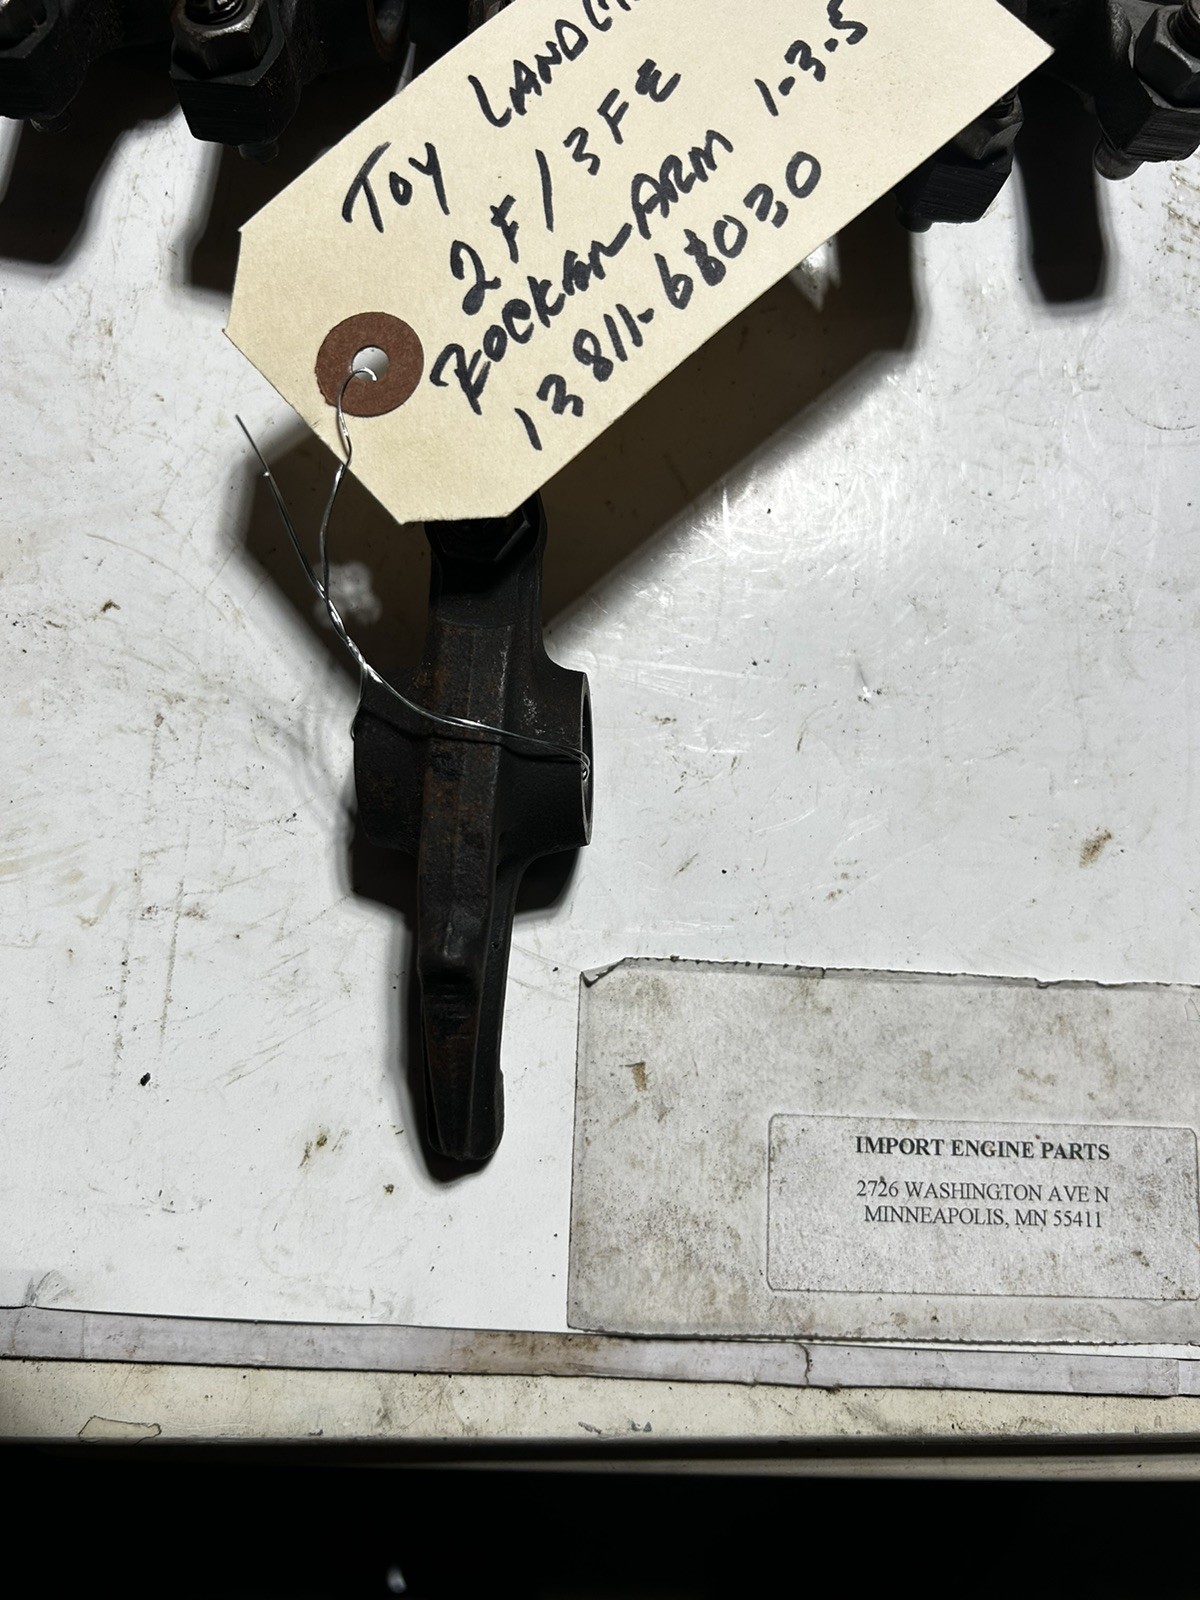 TOY LANDCR
2F/3FE
ROCKER-ARM 1-3-5
13811-68030
IMPORT ENGINE PARTS
2726 WASHINGTON AVE N
MINNEAPOLIS, MN 55411